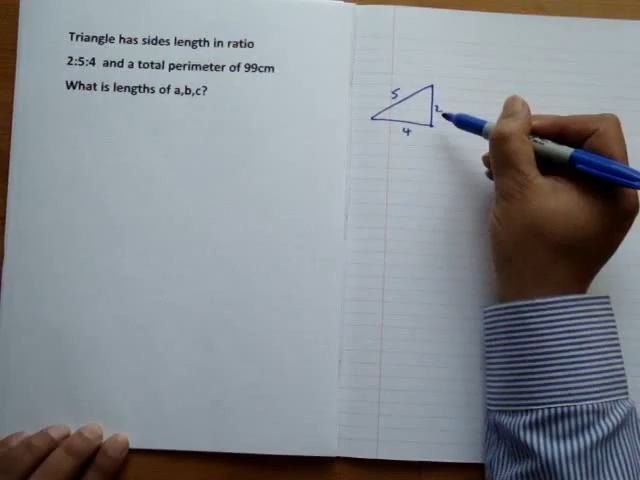 Triangle has sides length in ratio
2:5:4 and a total perimeter of 99cm
What is lengths of a,b,c?
5
2
4